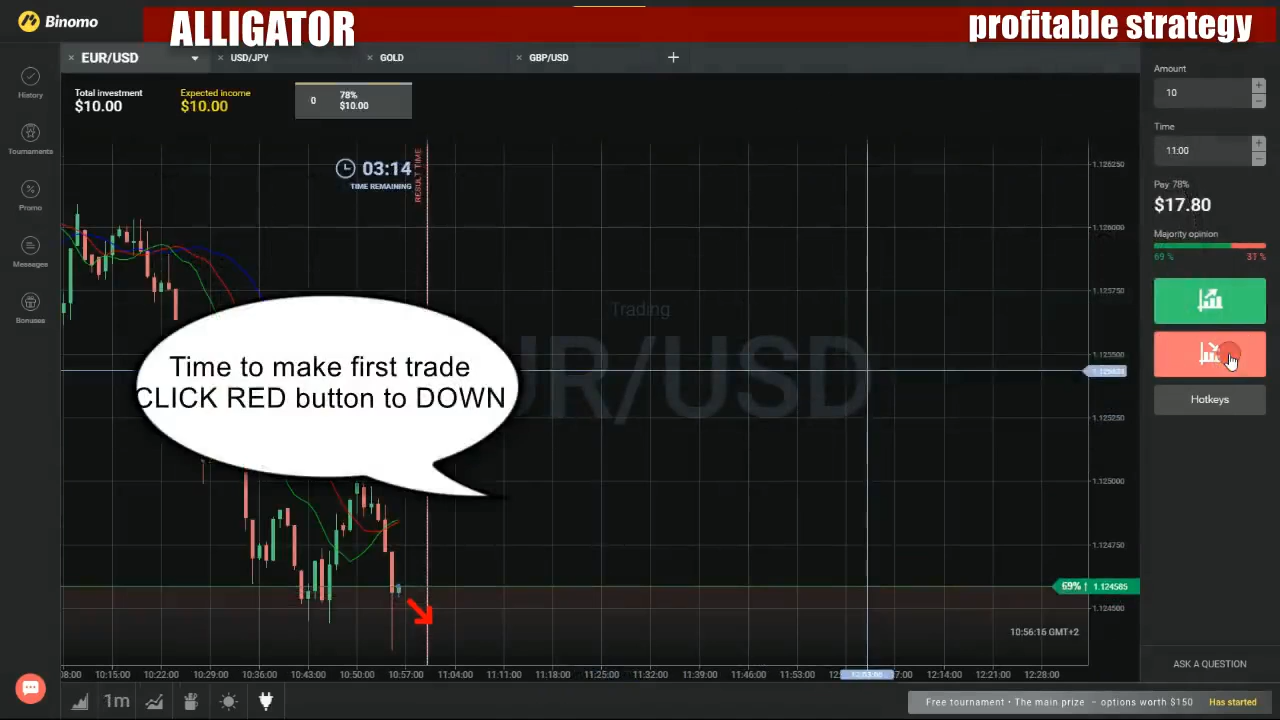 Binomo
ALLIGATOR
profitable strategy
EUR/USD
USD/JPY
GOLD
GBP/USD
Total investment
$10.00
Expected income
$10.00
0
78%
$10.00
History
Tournaments
Promo
Messages
Bonuses
03:14
TIME REMAINING
RESULT TIME
Trading
UR/USD
Time to make first trade
CLICK RED button to DOWN
1.126250
1.126000
1.125750
1.125500
1.125250
1.125000
1.124750
69% ↑ 1.124585
1.124500
10:56:16 GMT+2
08:00 10:15:00 10:22:00 10:29:00 10:36:00 10:43:00 10:50:00 10:57:00 11:04:00 11:11:00 11:18:00 11:25:00 11:32:00 11:39:00 11:46:00 11:53:00 7:00 12:14:00 12:21:00 12:28:00
1m
Amount
10
Time
11:00
Pay 78%
$17.80
Majority opinion
69 % 31 %
Hotkeys
ASK A QUESTION
Free tournament • The main prize – options worth $150 Has started